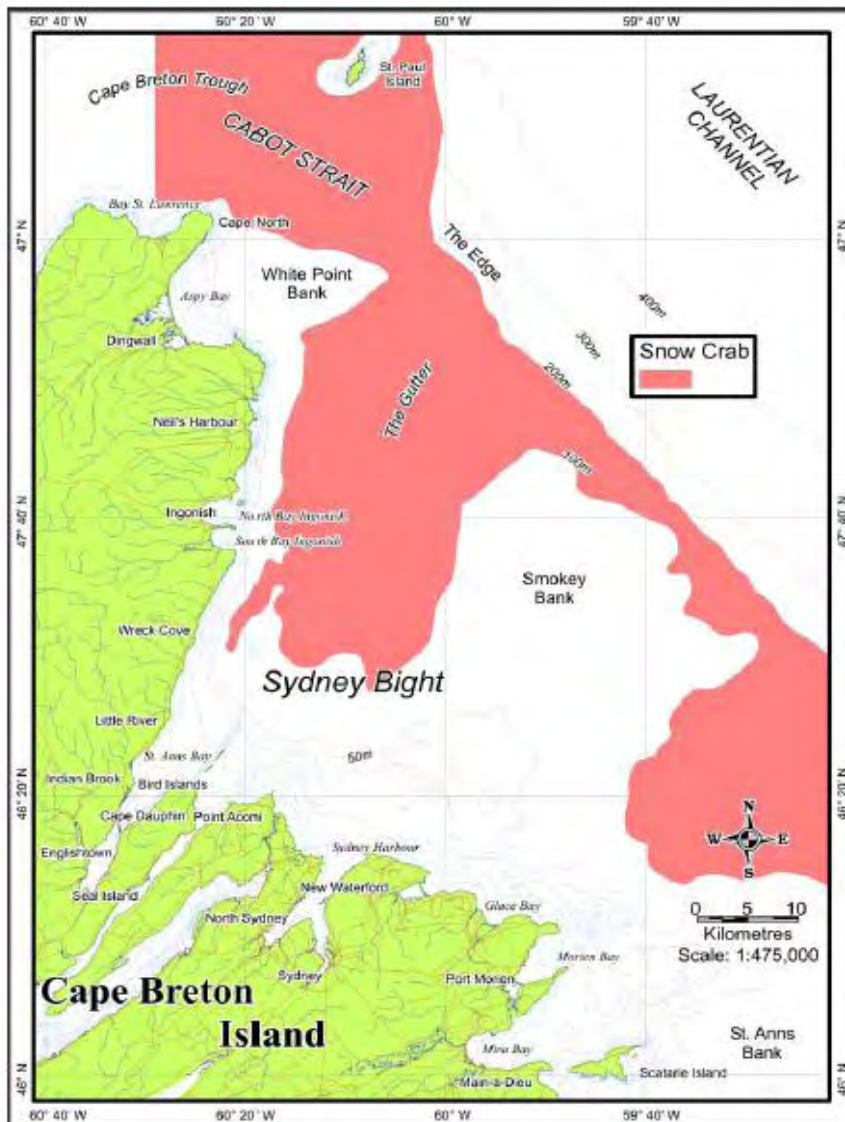 60° 40' W
60° 20' W
60° W
59° 40' W
St. Paul
Island
Cape Breton Trough
CABOT STRAIT
LAURENTIAN
CHANNEL
Bay St. Lawrence
Cape North
47° N
47° N
The Edge
White Point
Bank
Aspy Bay
400m
300m
Dingwall
Snow Crab
200m
The Gutter
Neil's Harbour
100m
Ingonish
North Bay Ingonish
47° 40'
47° 40'
South Bay Ingonish
Smokey
Bank
Wreck Cove
Sydney Bight
Little River
St. Anns Bay
50m
Indian Brook
Bird Islands
46° 20' N
46° 20' N
Cape Dauphin
Point Aconi
N
W
E
S
Englishtown
Sydney Harbour
Seal Island
New Waterford
North Sydney
Glace Bay
0 5 10
Kilometres
Scale: 1:475,000
Sydney
Port Morien
Morien Bay
Cape Breton
Island
St. Anns
Bank
Mira Bay
Main-à-Dieu
Scatarie Island
46° N
46° N
60° 40' W
60° 20' W
60° W
59° 40' W